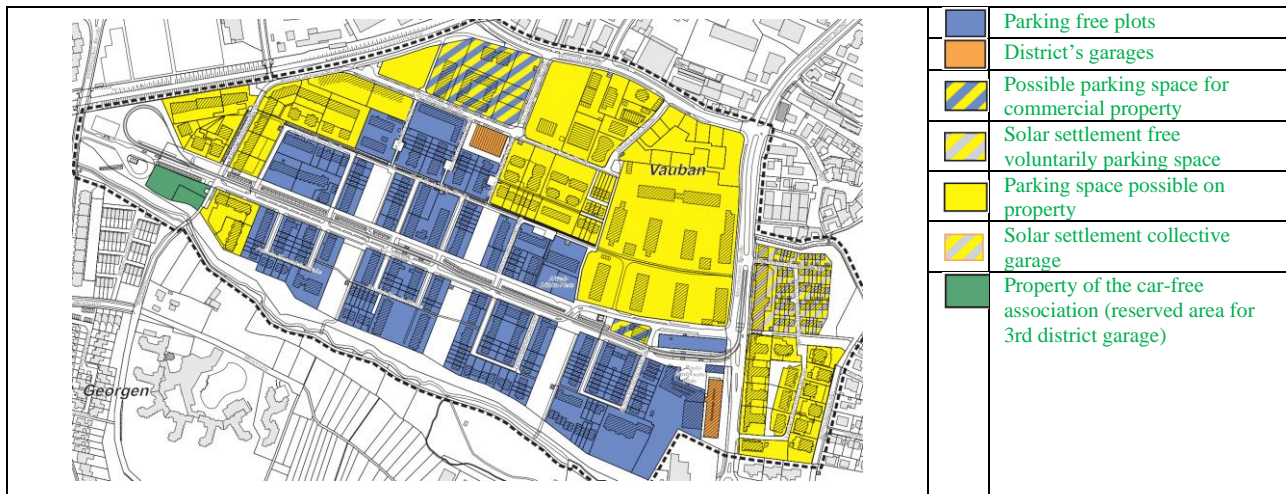 Vauban
Georgen
Parking free plots
District's garages
Possible parking space for
commercial property
Solar settlement free
voluntarily parking space
Parking space possible on
property
Solar settlement collective
garage
Property of the car-free
association (reserved area for
3rd district garage)